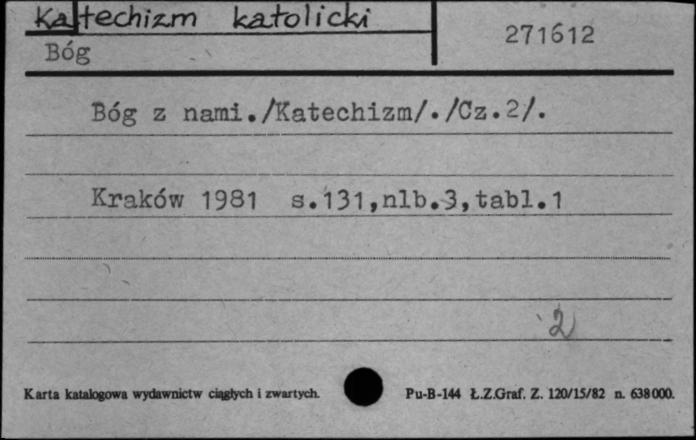 Katechizm katolicki
271612
Bóg
Bóg z nami./Katechizm/./Cz.2/.
Kraków 1981 s.131,nlb.3,tabl.1
2
Karta katalogowa wydawnictw ciągłych i zwartych.
Pu-B-144 Ł.Z.Graf. Z. 120/15/82 n. 638000.